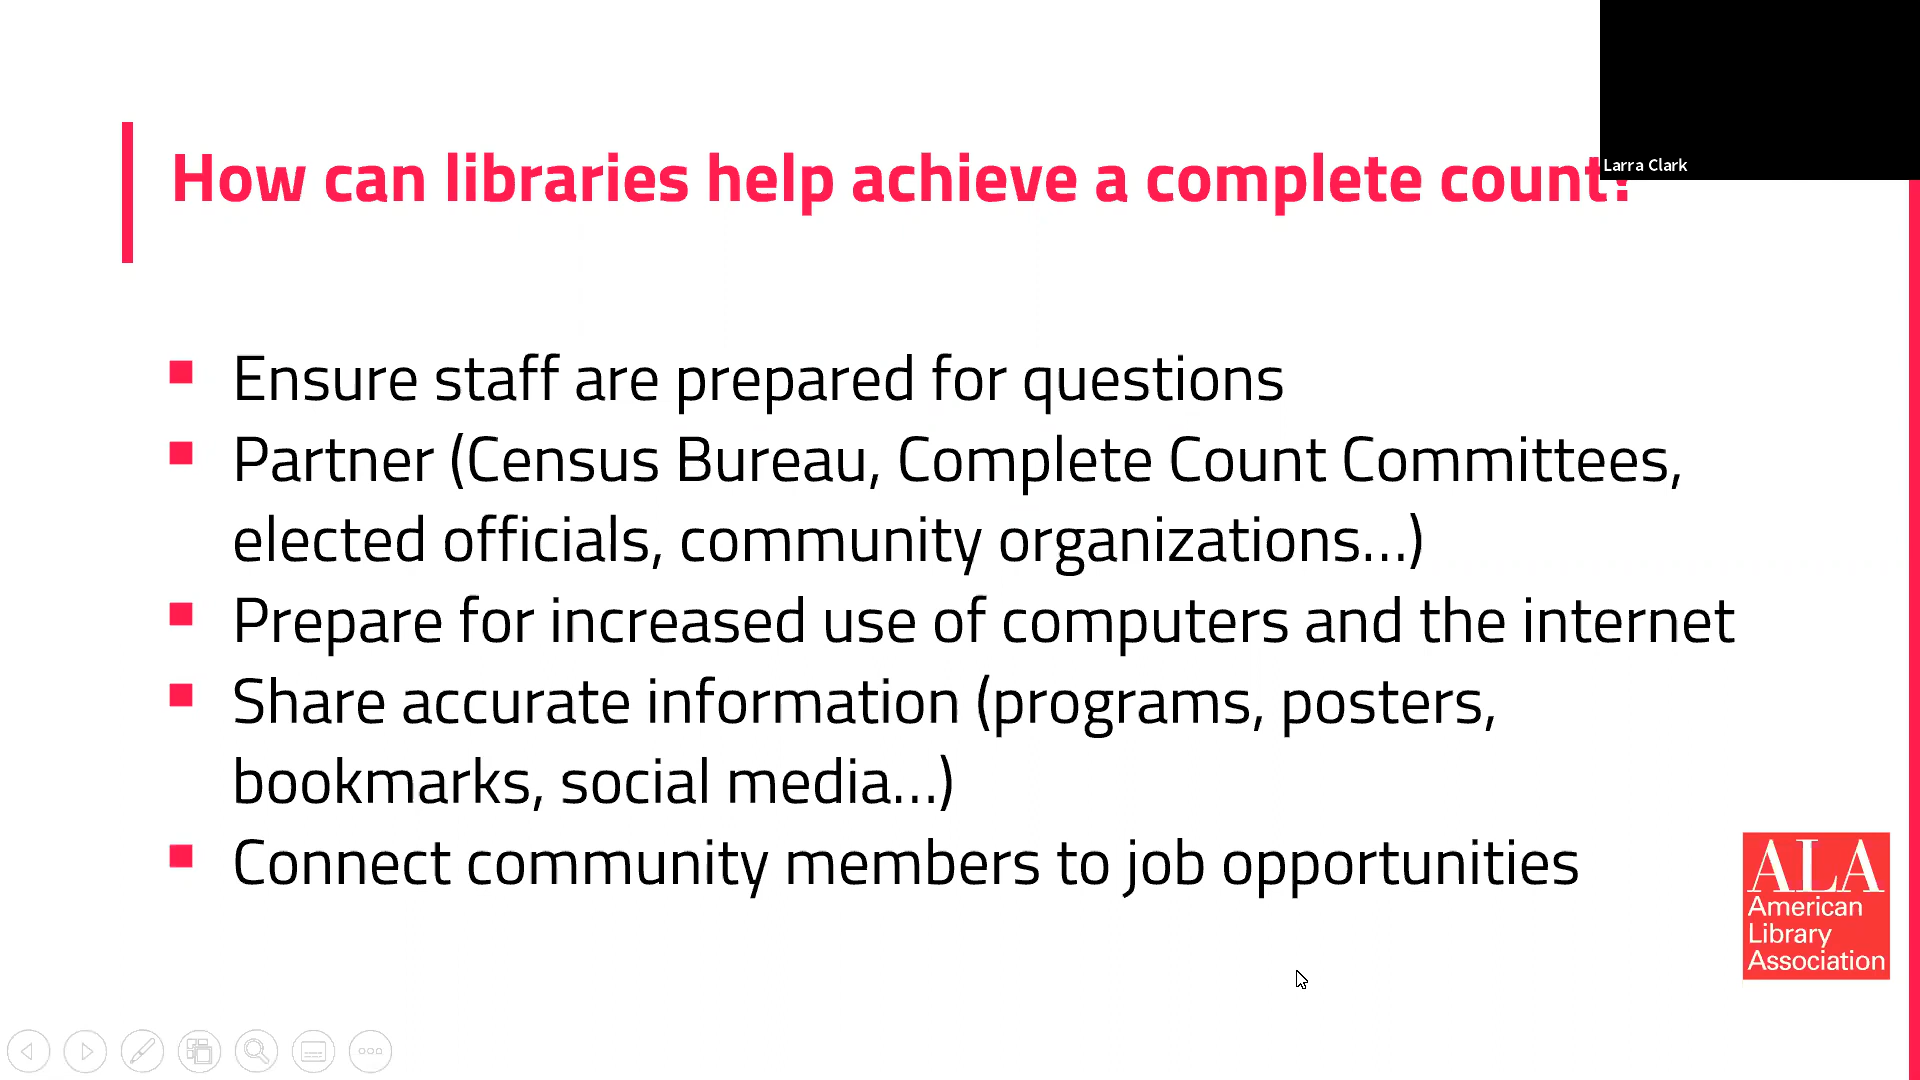 Larra Clark
How can libraries help achieve a complete count?
Ensure staff are prepared for questions
Partner (Census Bureau, Complete Count Committees,
elected officials, community organizations...)
Prepare for increased use of computers and the internet
Share accurate information (programs, posters,
bookmarks, social media...)
Connect community members to job opportunities
ALA
American
Library
Association